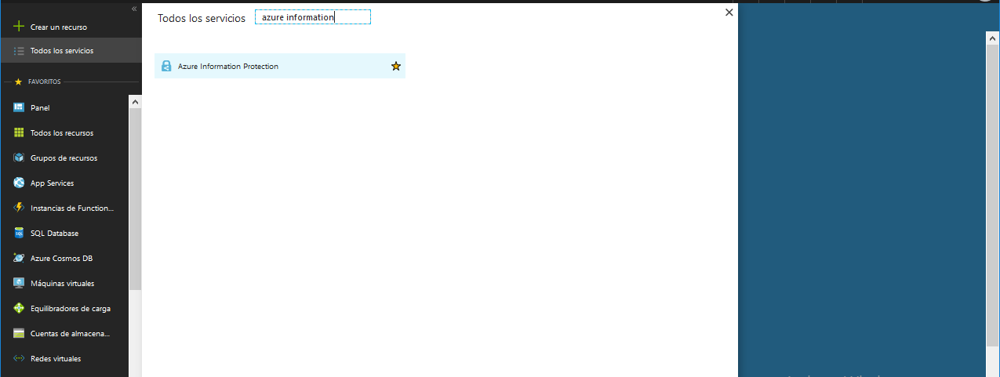 «
Crear un recurso
Todos los servicios
FAVORITOS
Panel
Todos los recursos
Grupos de recursos
App Services
Instancias de Function...
SQL Database
Azure Cosmos DB
Máquinas virtuales
Equilibradores de carga
Cuentas de almacena...
Redes virtuales
Todos los servicios
azure information
Azure Information Protection